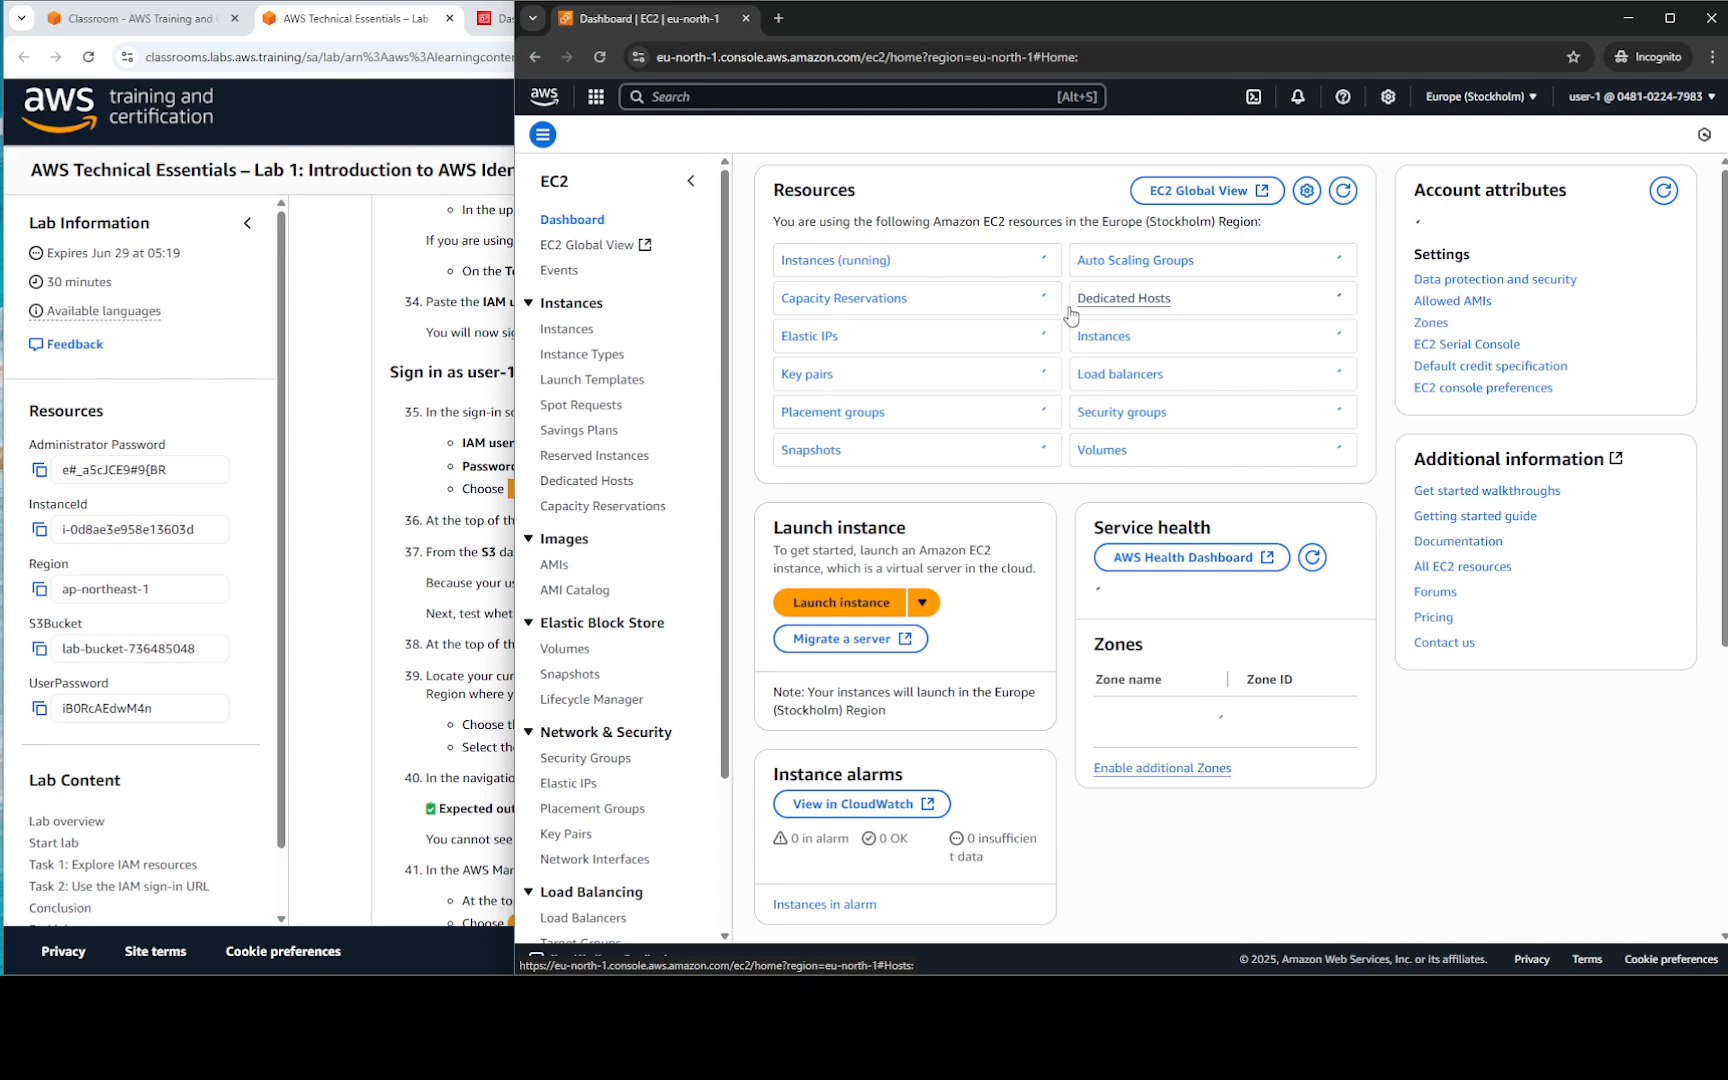 Classroom - AWS Training and
AWS Technical Essentials – Lab
Das
classrooms.labs.aws.training/sa/lab/arn%3Aaws%3Alearningconter
aws training and certification
AWS Technical Essentials – Lab 1: Introduction to AWS Iden
Lab Information
Expires Jun 29 at 05:19
30 minutes
Available languages
Feedback
Resources
Administrator Password
e#_a5cJCE9#9{BR
InstanceId
i-0d8ae3e958e13603d
Region
ap-northeast-1
S3Bucket
lab-bucket-736485048
UserPassword
iB0RcAEdwM4n
Lab Content
Lab overview
Start lab
Task 1: Explore IAM resources
Task 2: Use the IAM sign-in URL
Conclusion
In the up
If you are using
On the Te
34. Paste the IAM u
You will now sig
Sign in as user-1
35. In the sign-in sc
IAM user
Password
Choose
36. At the top of th
37. From the S3 da
Because your us
Next, test whet
38. At the top of th
39. Locate your cur
Region where y
Choose th
Select the
40. In the navigatio
Expected out
You cannot see
41. In the AWS Mar
At the to
Choose
Privacy
Site terms
Cookie preferences
Dashboard | EC2 | eu-north-1
eu-north-1.console.aws.amazon.com/ec2/home?region=eu-north-1#Home:
Incognito
aws
Search
[Alt+S]
Europe (Stockholm)
user-1 @ 0481-0224-7983
EC2
Dashboard
EC2 Global View
Events
Instances
Instances
Instance Types
Launch Templates
Spot Requests
Savings Plans
Reserved Instances
Dedicated Hosts
Capacity Reservations
Images
AMIs
AMI Catalog
Elastic Block Store
Volumes
Snapshots
Lifecycle Manager
Network & Security
Security Groups
Elastic IPs
Placement Groups
Key Pairs
Network Interfaces
Load Balancing
Load Balancers
Target Groups
Resources
EC2 Global View
You are using the following Amazon EC2 resources in the Europe (Stockholm) Region:
Instances (running)
Auto Scaling Groups
Capacity Reservations
Dedicated Hosts
Elastic IPs
Instances
Key pairs
Load balancers
Placement groups
Security groups
Snapshots
Volumes
Launch instance
To get started, launch an Amazon EC2
instance, which is a virtual server in the cloud.
Launch instance
Migrate a server
Note: Your instances will launch in the Europe
(Stockholm) Region
Instance alarms
View in CloudWatch
0 in alarm
0 OK
0 insufficien
t data
Instances in alarm
Service health
AWS Health Dashboard
Zones
Zone name
Zone ID
Enable additional Zones
Account attributes
Settings
Data protection and security
Allowed AMIs
Zones
EC2 Serial Console
Default credit specification
EC2 console preferences
Additional information
Get started walkthroughs
Getting started guide
Documentation
All EC2 resources
Forums
Pricing
Contact us
https://eu-north-1.console.aws.amazon.com/ec2/home?region=eu-north-1#Hosts:
© 2025, Amazon Web Services, Inc. or its affiliates.
Privacy
Terms
Cookie preferences